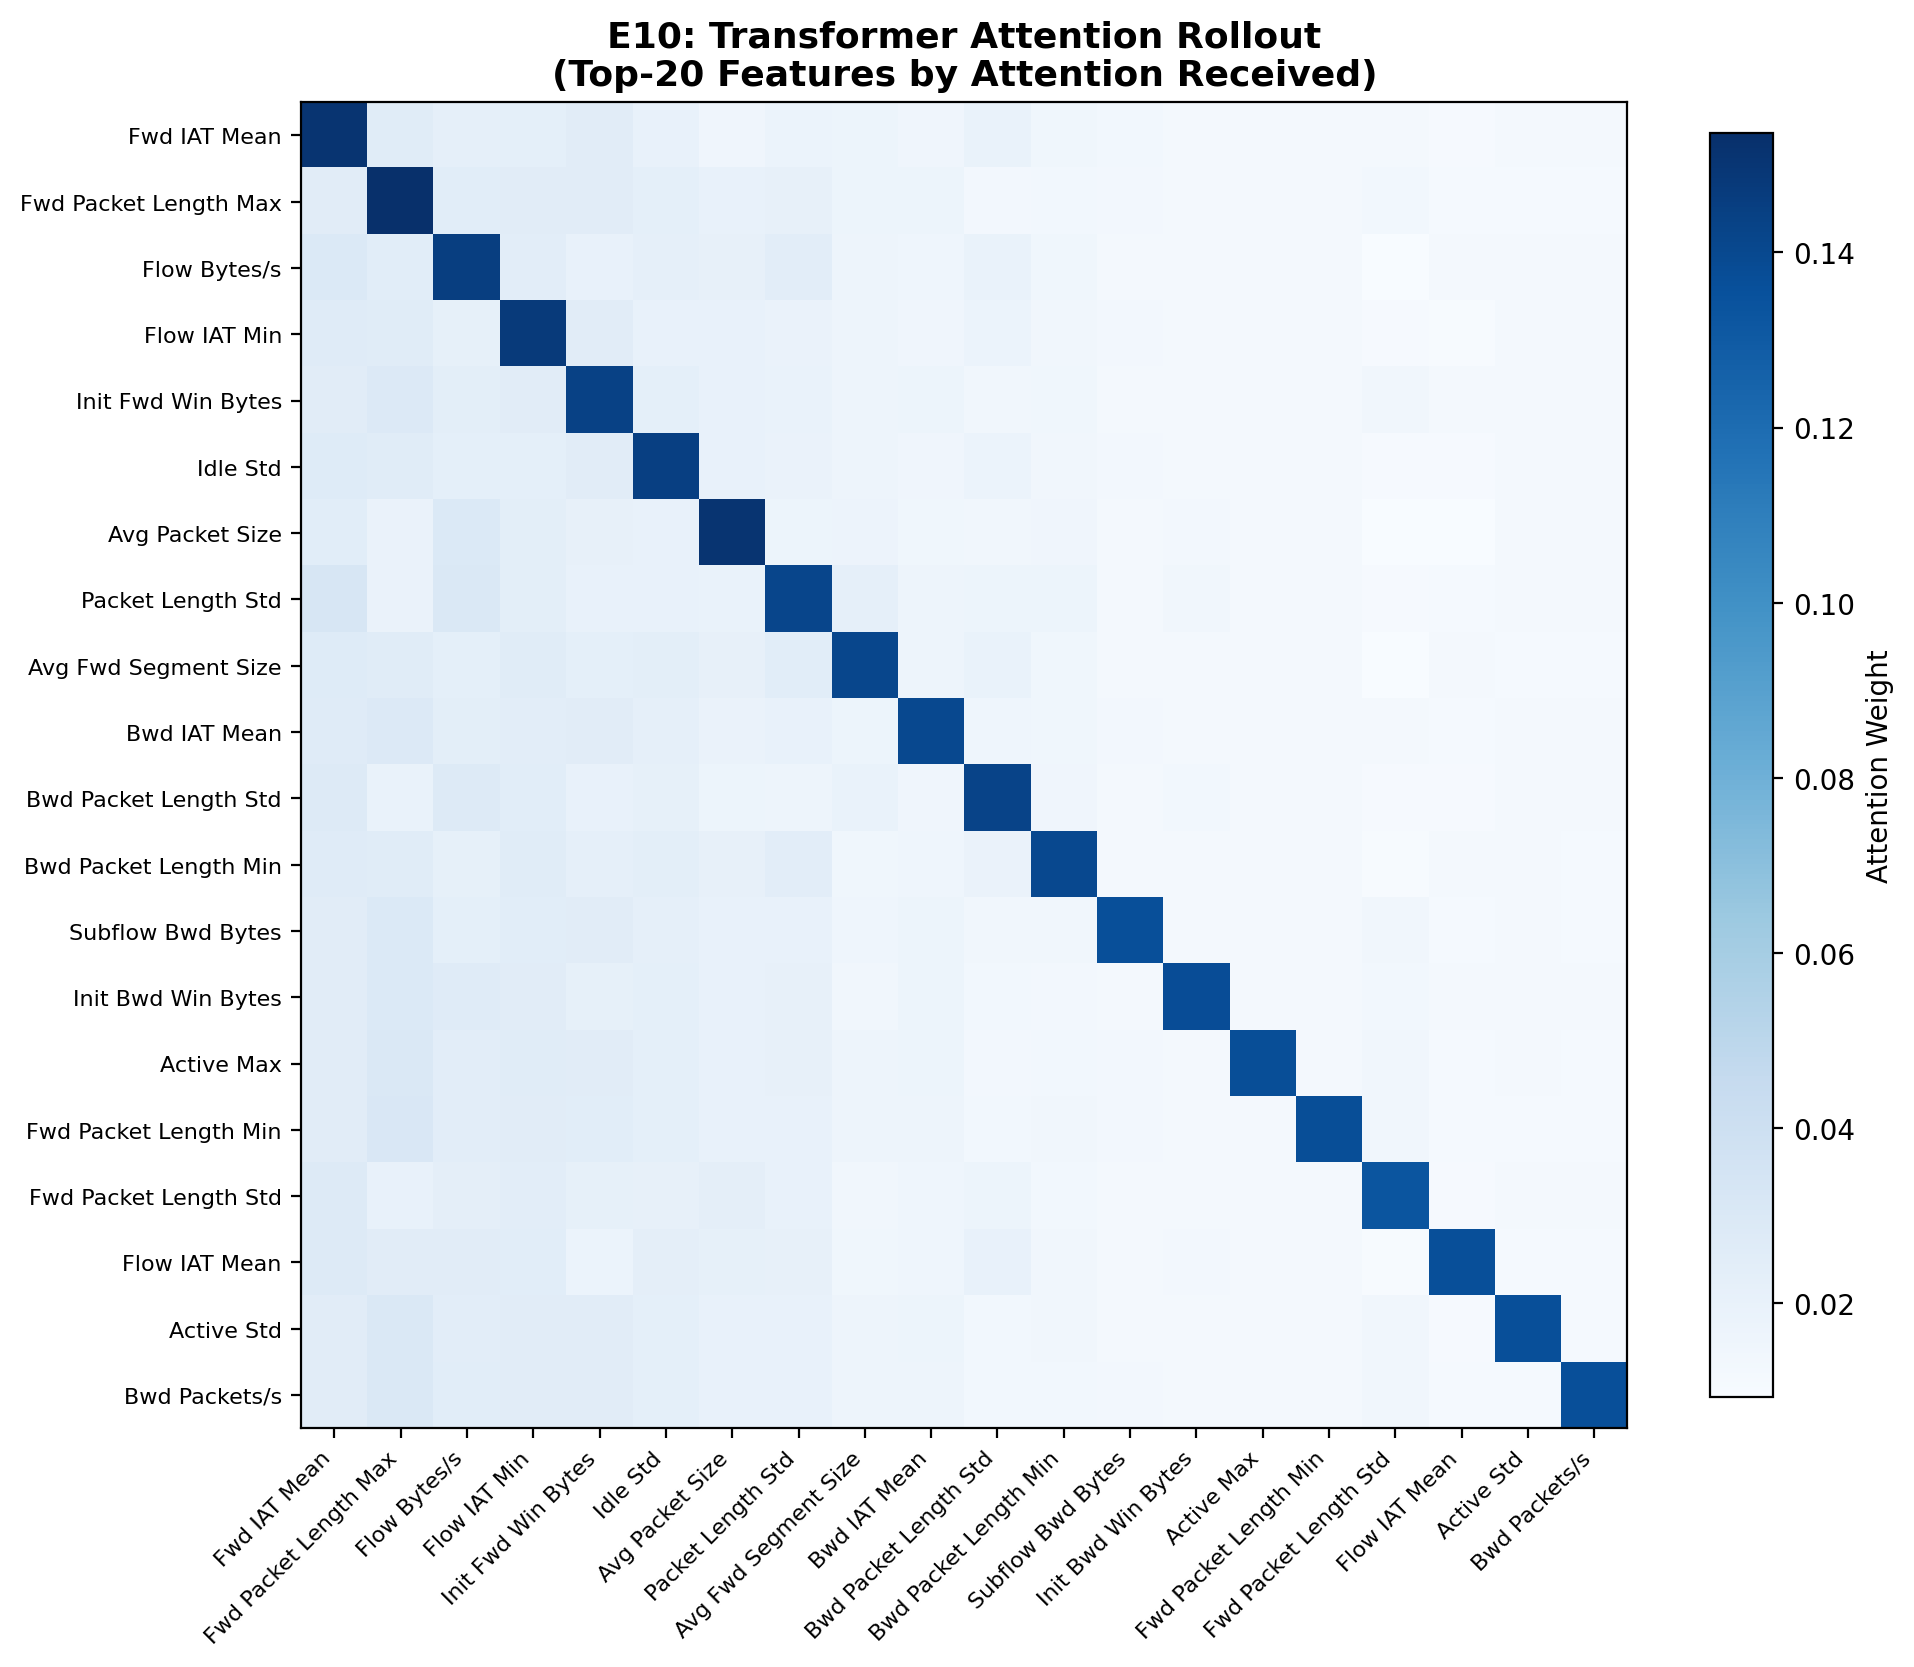 E10: Transformer Attention Rollout
(Top-20 Features by Attention Received)
Fwd IAT Mean
Fwd Packet Length Max
Flow Bytes/s
Flow IAT Min
Init Fwd Win Bytes
Idle Std
Avg Packet Size
Packet Length Std
Avg Fwd Segment Size
Bwd IAT Mean
Bwd Packet Length Std
Bwd Packet Length Min
Subflow Bwd Bytes
Init Bwd Win Bytes
Active Max
Fwd Packet Length Min
Fwd Packet Length Std
Flow IAT Mean
Active Std
Bwd Packets/s
Fwd IAT Mean
Fwd Packet Length Max
Flow Bytes/s
Flow IAT Min
Init Fwd Win Bytes
Idle Std
Avg Packet Size
Packet Length Std
Avg Fwd Segment Size
Bwd IAT Mean
Bwd Packet Length Std
Bwd Packet Length Min
Subflow Bwd Bytes
Init Bwd Win Bytes
Active Max
Fwd Packet Length Min
Fwd Packet Length Std
Flow IAT Mean
Active Std
Bwd Packets/s
0.14
0.12
0.10
0.08
0.06
0.04
0.02
Attention Weight